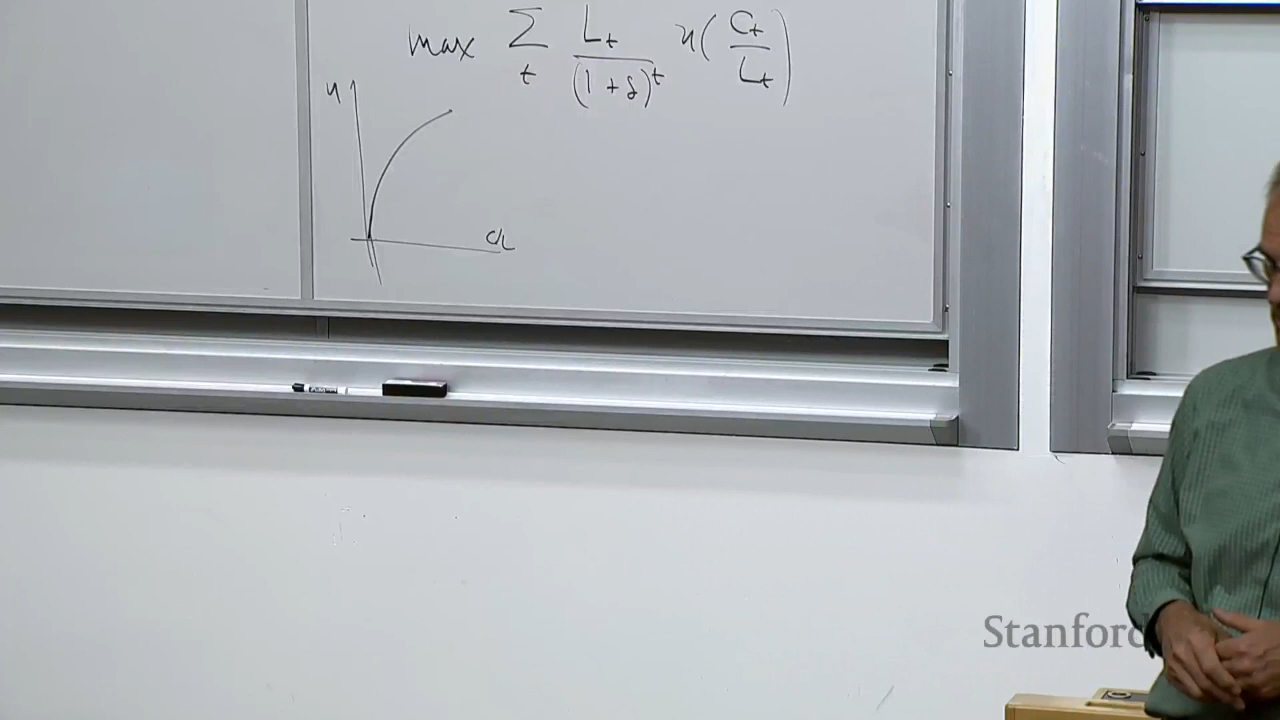 max Σ_t L_t/(1+δ)^t u(C_t/L_t)
u
c/L
Stanford